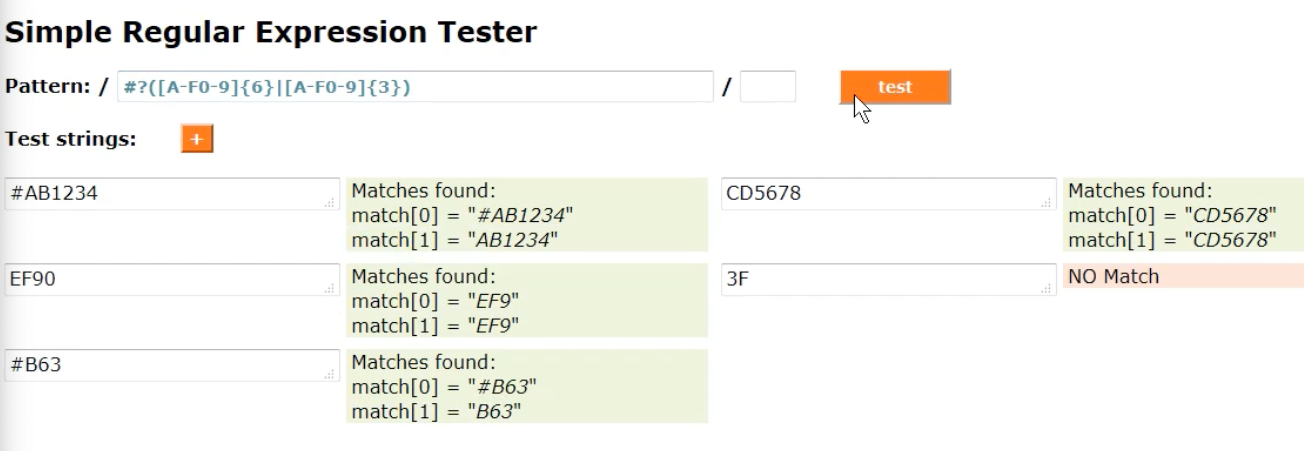 Simple Regular Expression Tester
Pattern: / #?([A-F0-9]{6}|[A-F0-9]{3}) / test
Test strings: +
#AB1234
Matches found:
match[0] = "#AB1234"
match[1] = "AB1234"
CD5678
Matches found:
match[0] = "CD5678"
match[1] = "CD5678"
EF90
Matches found:
match[0] = "EF9"
match[1] = "EF9"
3F
NO Match
#B63
Matches found:
match[0] = "#B63"
match[1] = "B63"